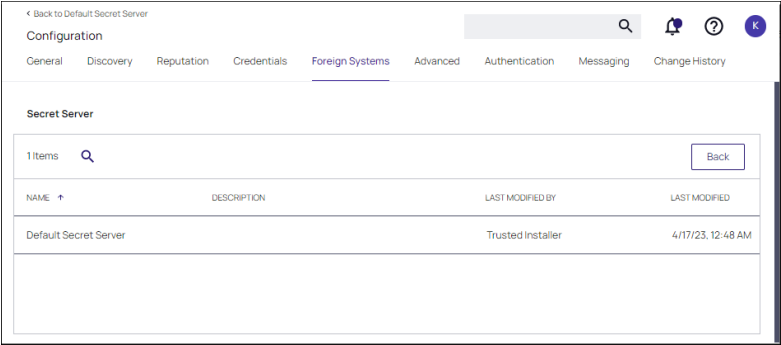 < Back to Default Secret Server
Configuration
K
General Discovery Reputation Credentials Foreign Systems Advanced Authentication Messaging Change History
Secret Server
1 Items
Back
NAME ↑ DESCRIPTION LAST MODIFIED BY LAST MODIFIED
Default Secret Server Trusted Installer 4/17/23, 12:48 AM